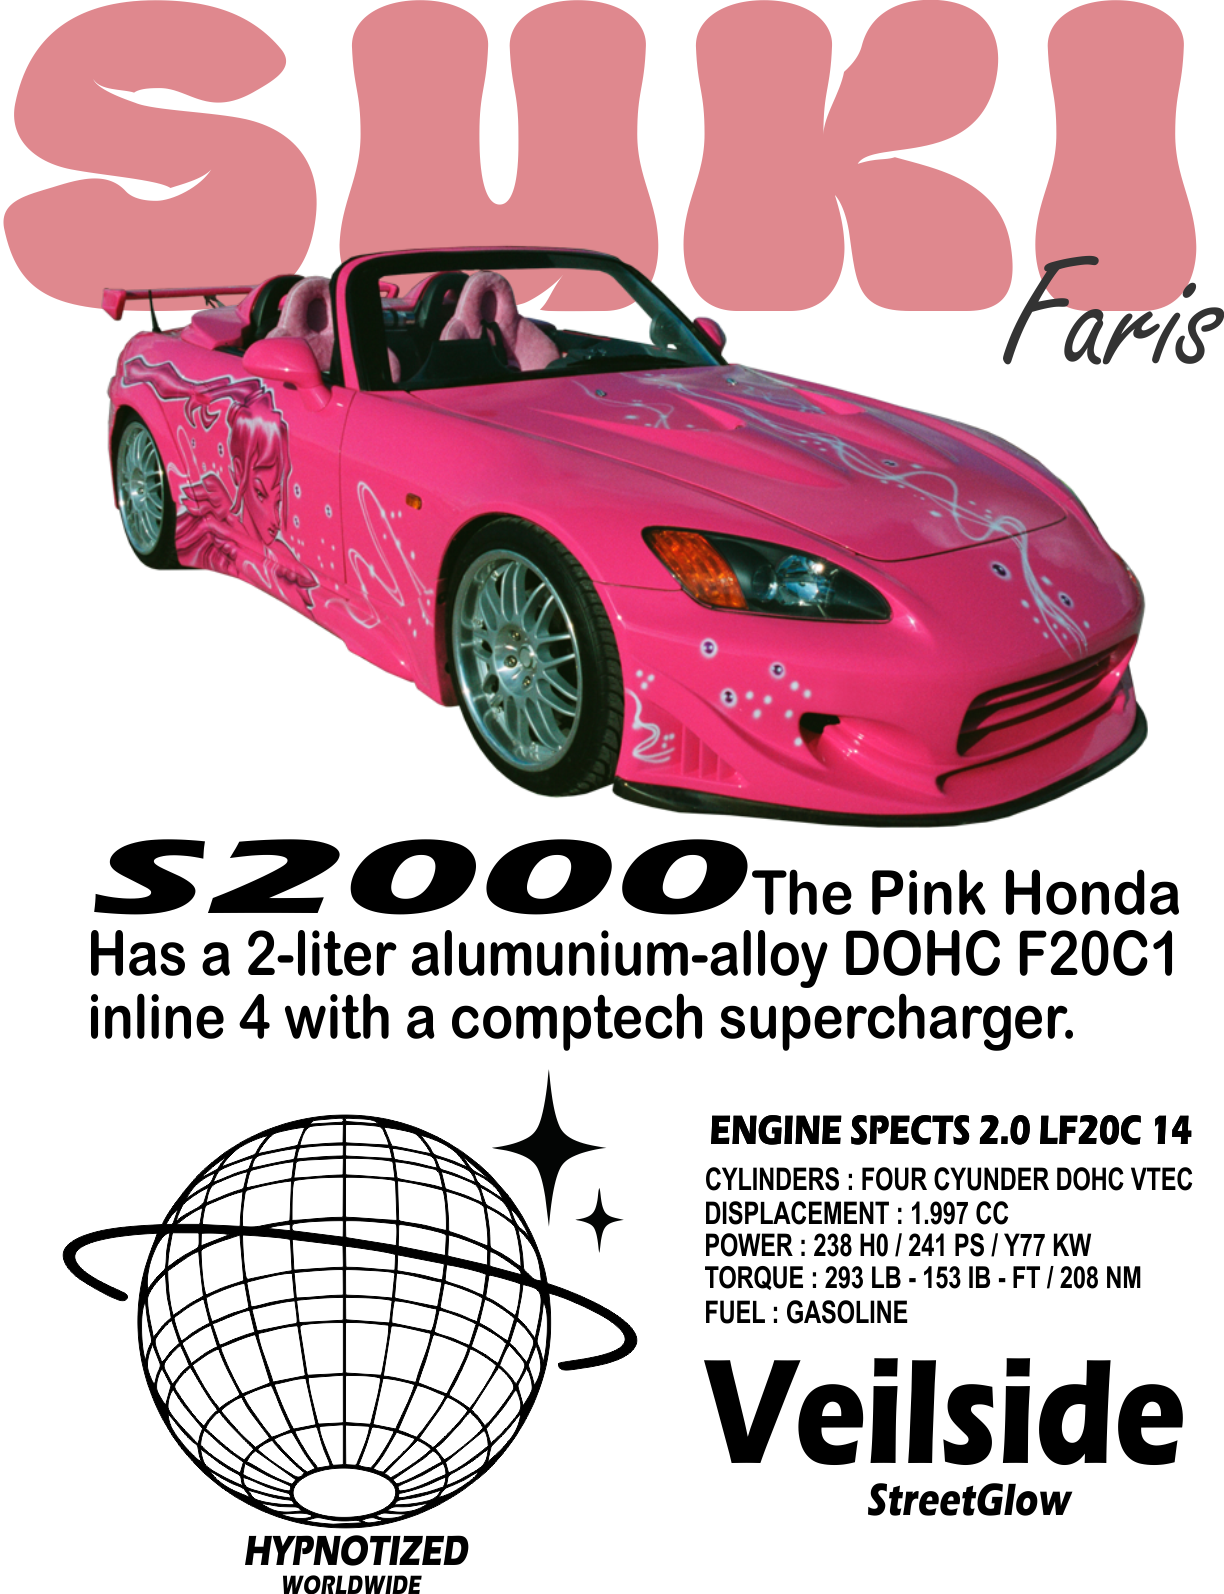 SUKI
Faris
S2000 The Pink Honda
Has a 2-liter alumunium-alloy DOHC F20C1
inline 4 with a comptech supercharger.
ENGINE SPECTS 2.0 LF20C 14
CYLINDERS : FOUR CYUNDER DOHC VTEC
DISPLACEMENT : 1.997 CC
POWER : 238 H0 / 241 PS / Y77 KW
TORQUE : 293 LB - 153 IB - FT / 208 NM
FUEL : GASOLINE
Veilside
StreetGlow
HYPNOTIZED
WORLDWIDE